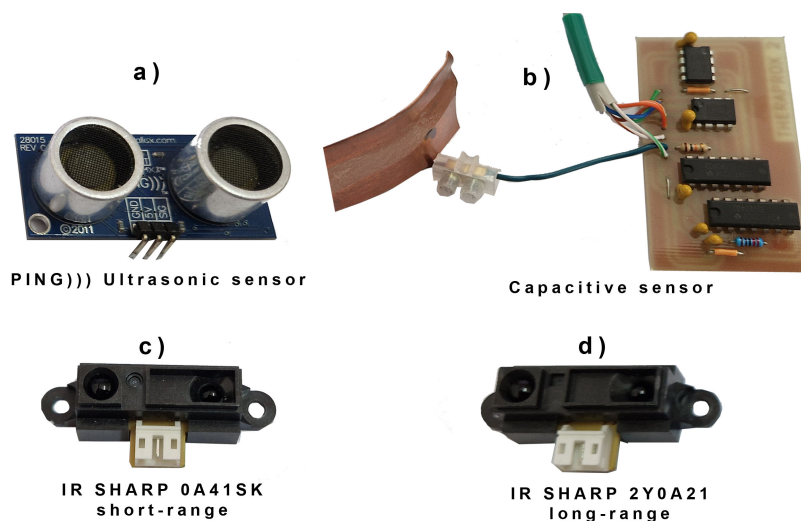 a)
b)
28015
REV
©2011
GND
5V
SIG
PING))) Ultrasonic sensor
Capacitive sensor
c)
d)
IR SHARP 0A41SK
short-range
IR SHARP 2Y0A21
long-range